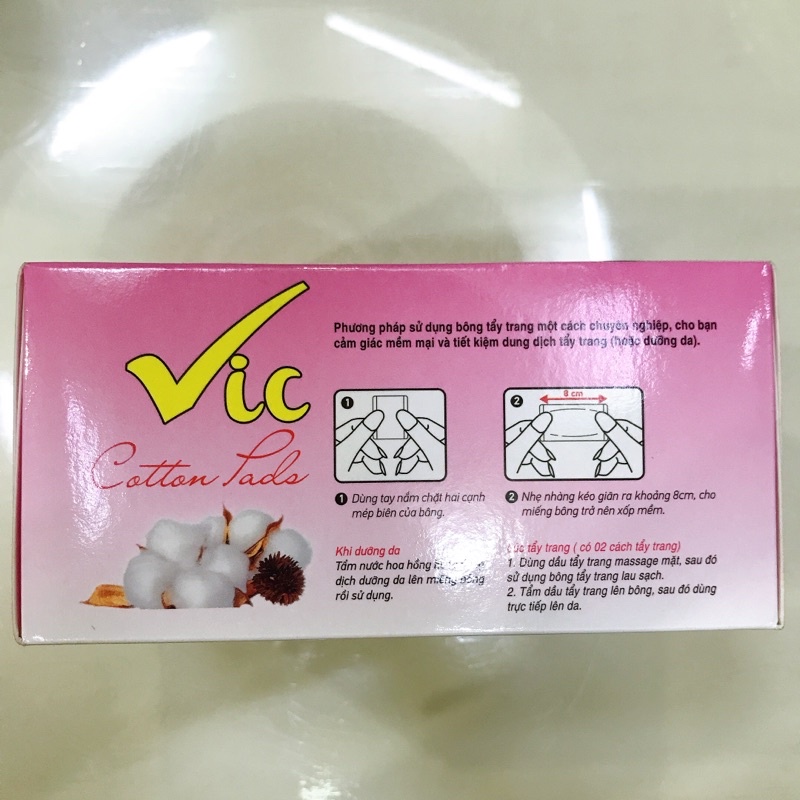 Vic
Cotton Pads
Phương pháp sử dụng bông tẩy trang một cách chuyên nghiệp, cho bạn
cảm giác mềm mại và tiết kiệm dung dịch tẩy trang (hoặc dưỡng da).
1
2
8 cm
1 Dùng tay nắm chặt hai cạnh
mép biên của bông.
2 Nhẹ nhàng kéo giãn ra khoảng 8cm, cho
miếng bông trở nên xốp mềm.
Khi dưỡng da
Tẩm nước hoa hồng
dịch dưỡng da lên miếng bông
rồi sử dụng.
tẩy trang ( có 02 cách tẩy trang)
1. Dùng dầu tẩy trang massage mặt, sau đó
sử dụng bông tẩy trang lau sạch.
2. Tẩm dầu tẩy trang lên bông, sau đó dùng
trực tiếp lên da.